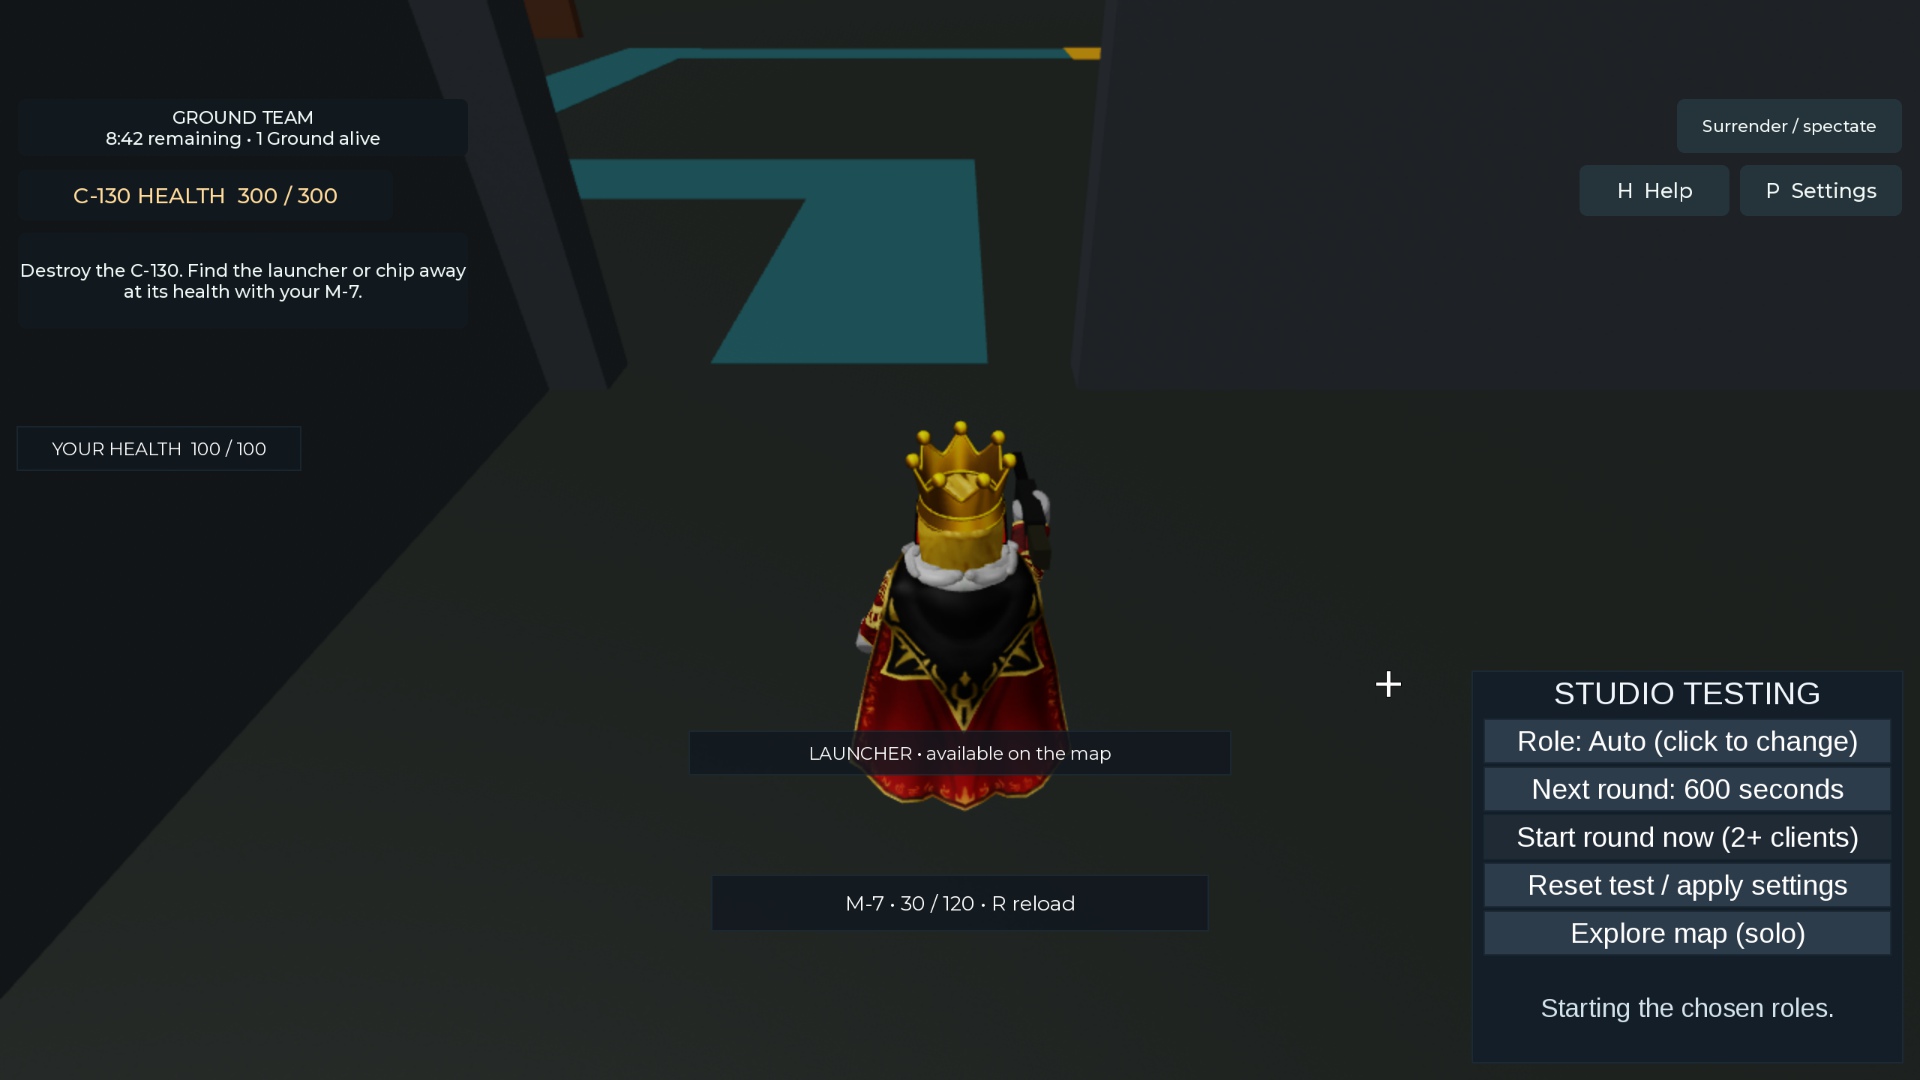 GROUND TEAM
8:42 remaining • 1 Ground alive
C-130 HEALTH 300 / 300
Destroy the C-130. Find the launcher or chip away
at its health with your M-7.
YOUR HEALTH 100 / 100
Surrender / spectate
H Help
P Settings
LAUNCHER • available on the map
M-7 • 30 / 120 • R reload
STUDIO TESTING
Role: Auto (click to change)
Next round: 600 seconds
Start round now (2+ clients)
Reset test / apply settings
Explore map (solo)
Starting the chosen roles.